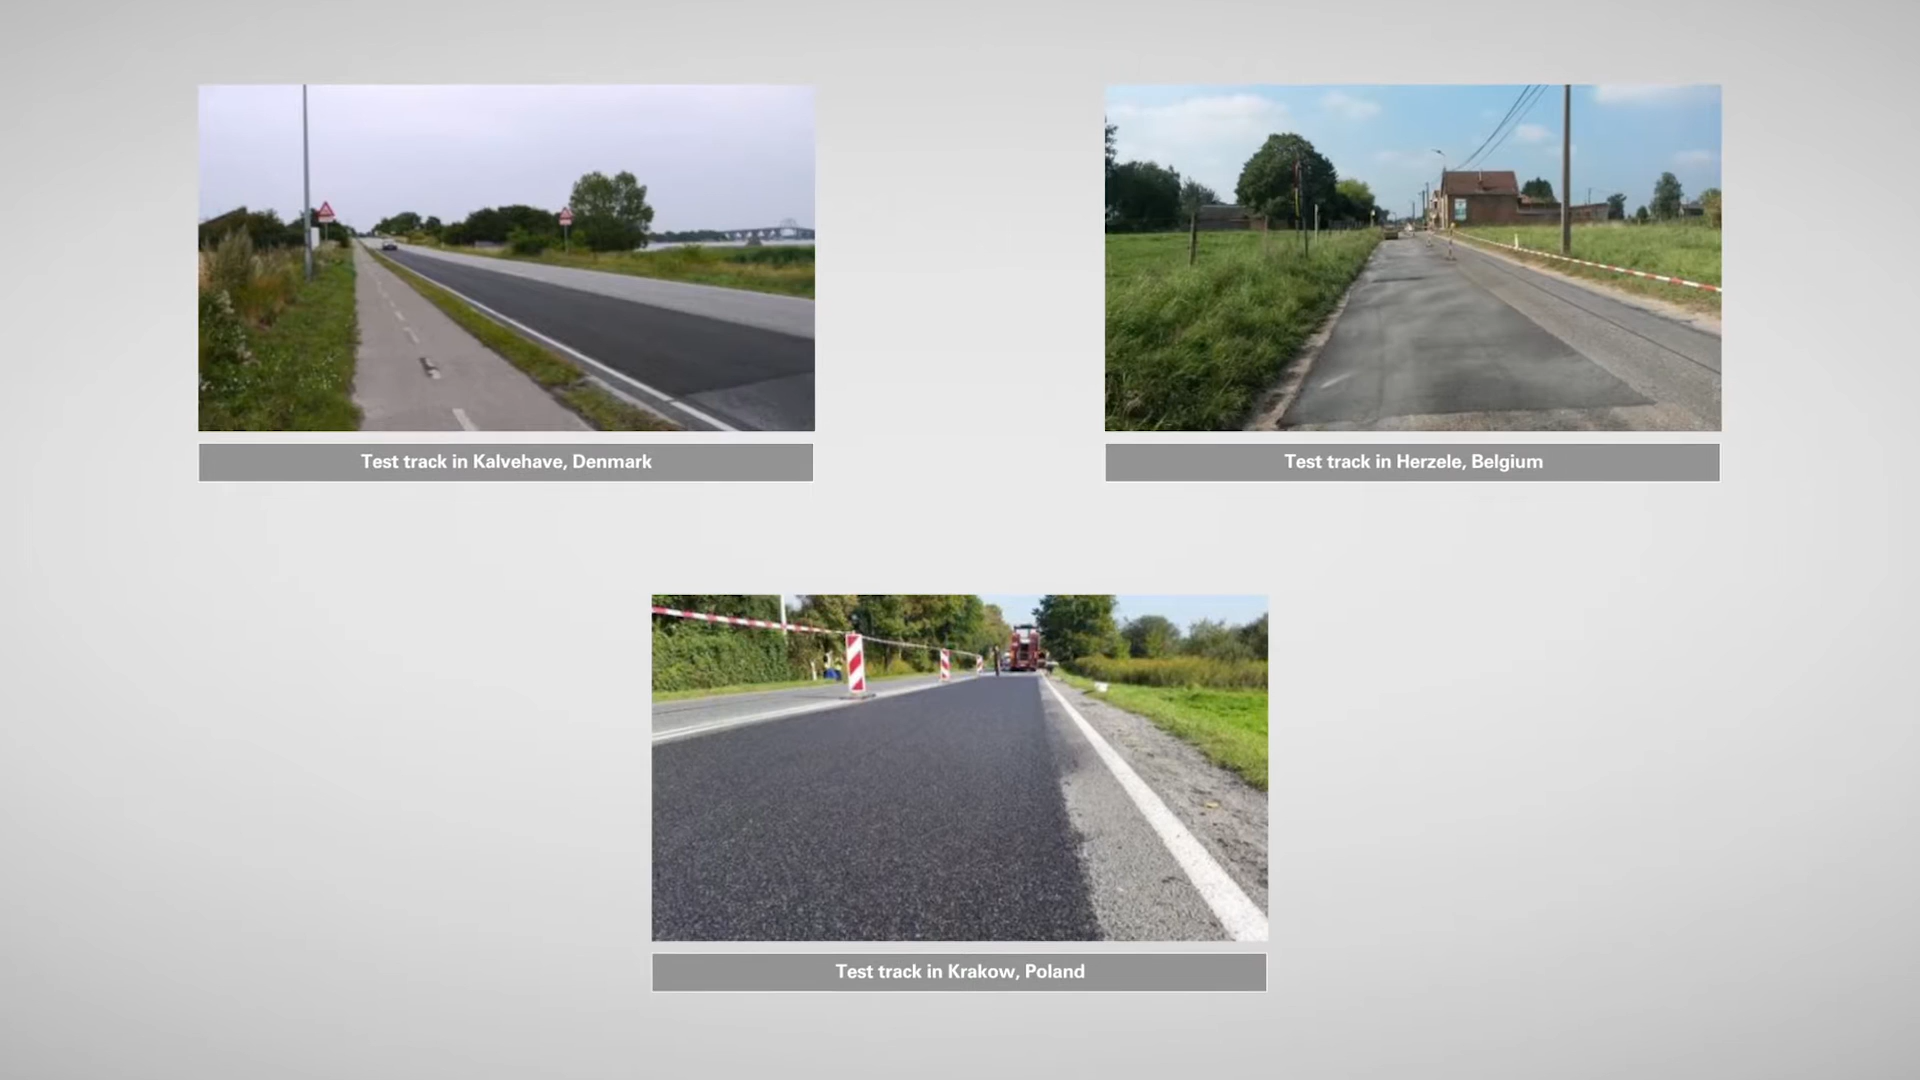 Test track in Kalvehave, Denmark
Test track in Herzele, Belgium
Test track in Krakow, Poland